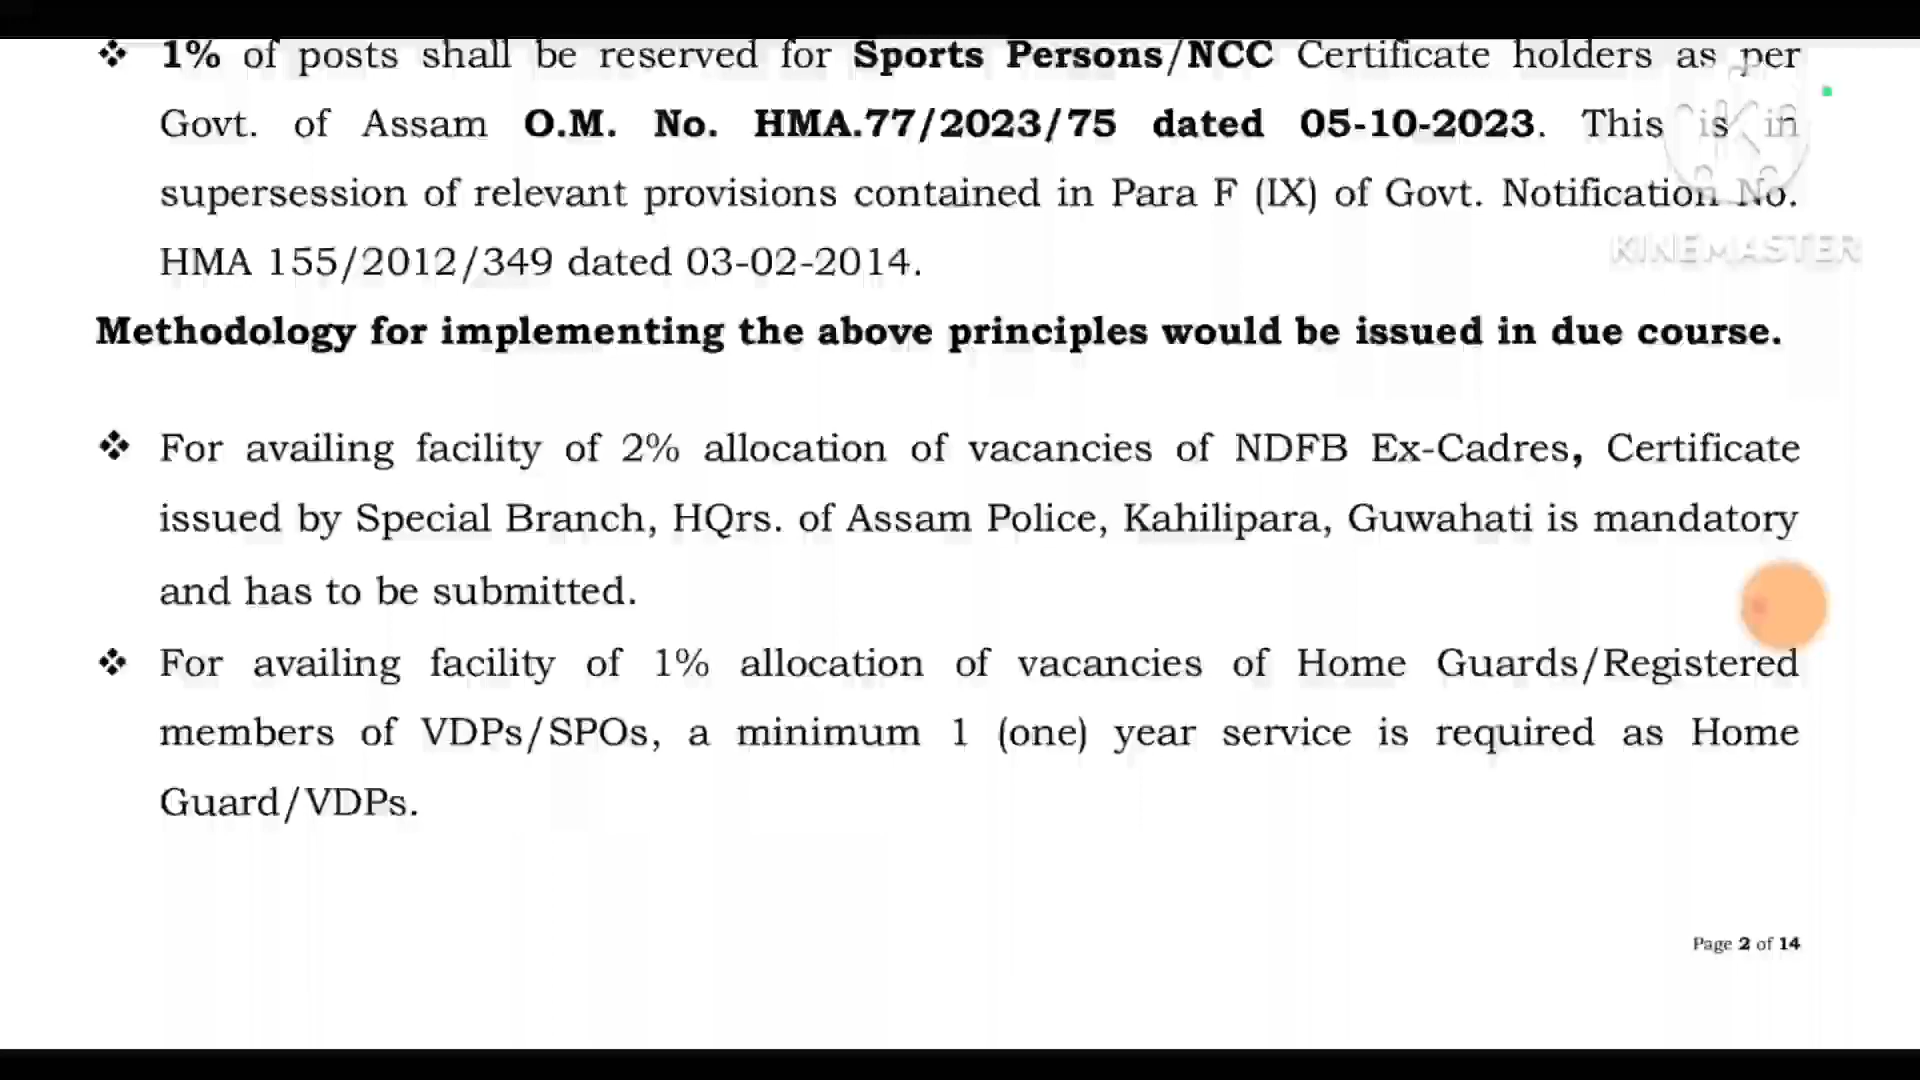 ❖ 1% of posts shall be reserved for Sports Persons/NCC Certificate holders as per
Govt. of Assam O.M. No. HMA.77/2023/75 dated 05-10-2023. This is in
supersession of relevant provisions contained in Para F (IX) of Govt. Notification No.
HMA 155/2012/349 dated 03-02-2014.
KINEMASTER
Methodology for implementing the above principles would be issued in due course.
❖ For availing facility of 2% allocation of vacancies of NDFB Ex-Cadres, Certificate
issued by Special Branch, HQrs. of Assam Police, Kahilipara, Guwahati is mandatory
and has to be submitted.
❖ For availing facility of 1% allocation of vacancies of Home Guards/Registered
members of VDPs/SPOs, a minimum 1 (one) year service is required as Home
Guard/VDPs.
Page 2 of 14